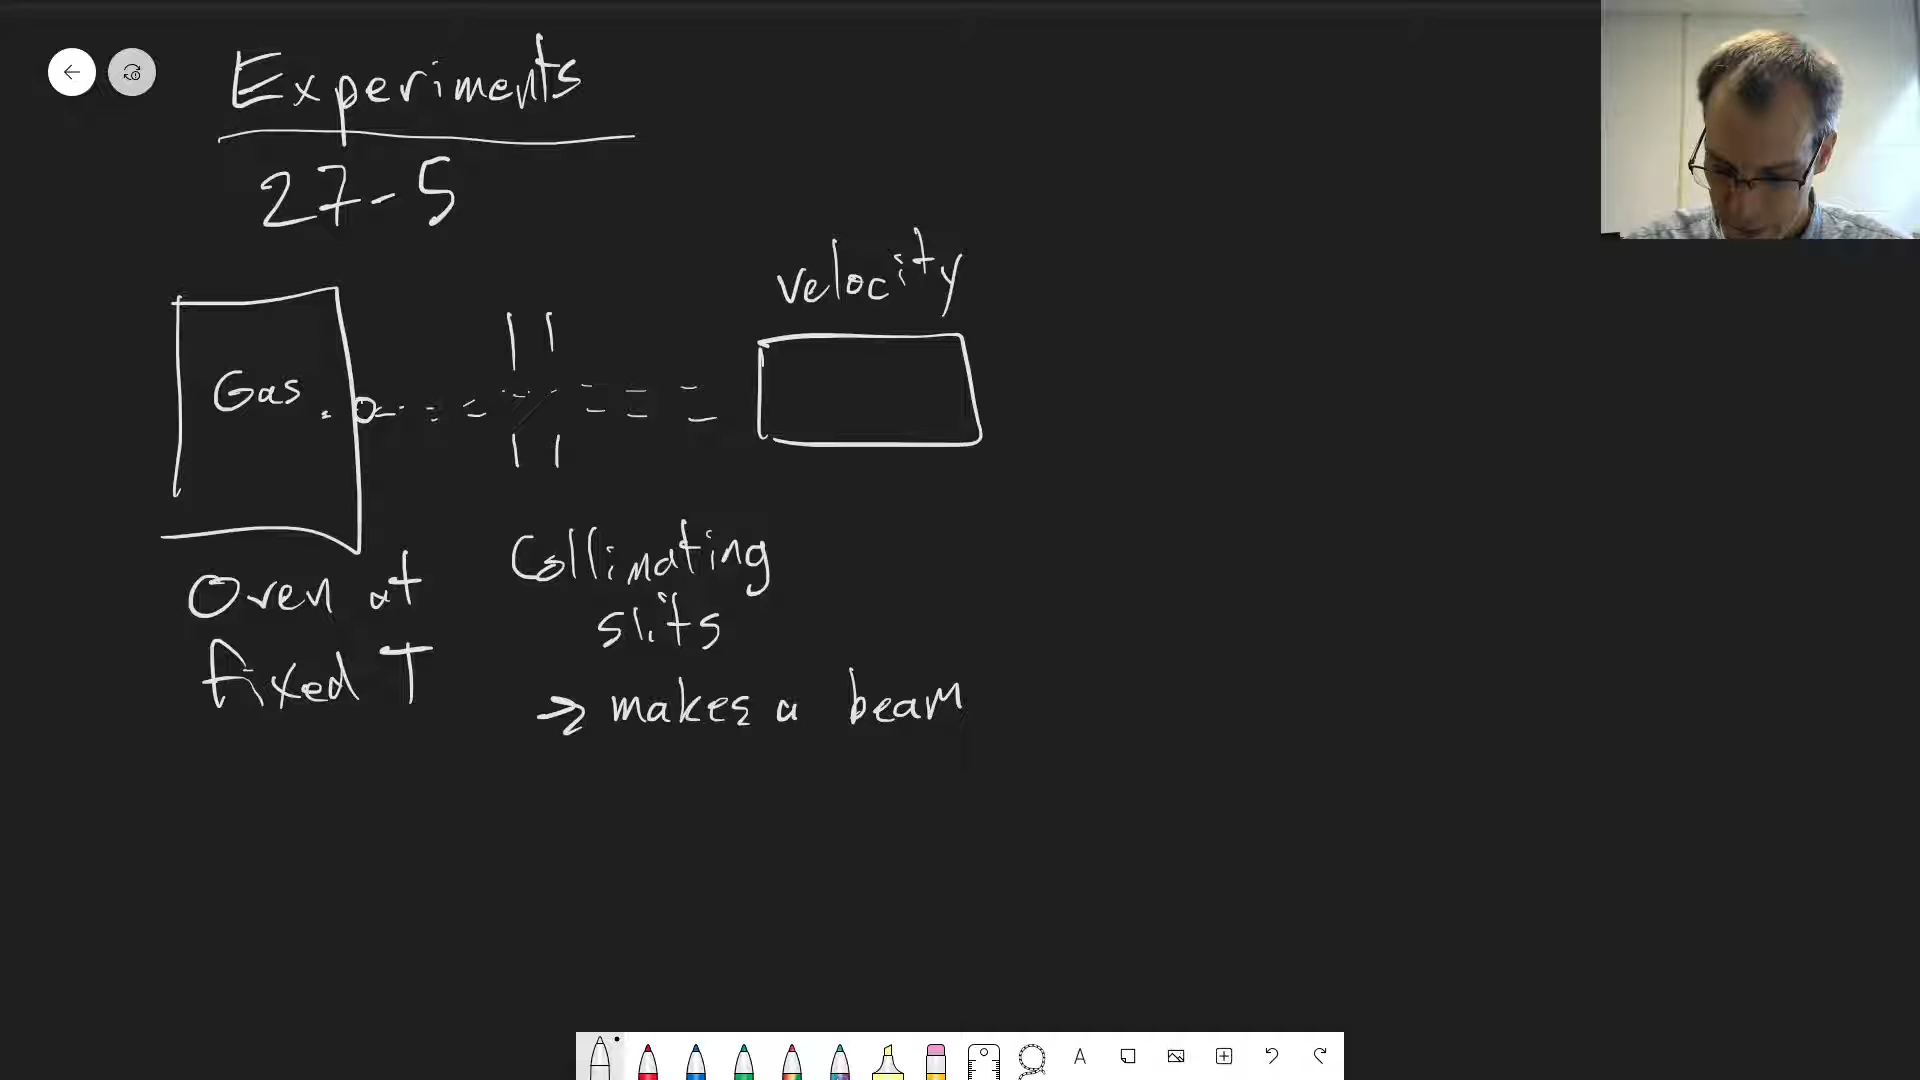 Experiments
27-5
velocity
Gas
Oven at
fixed T
Collimating
slits
→ makes a beam
A